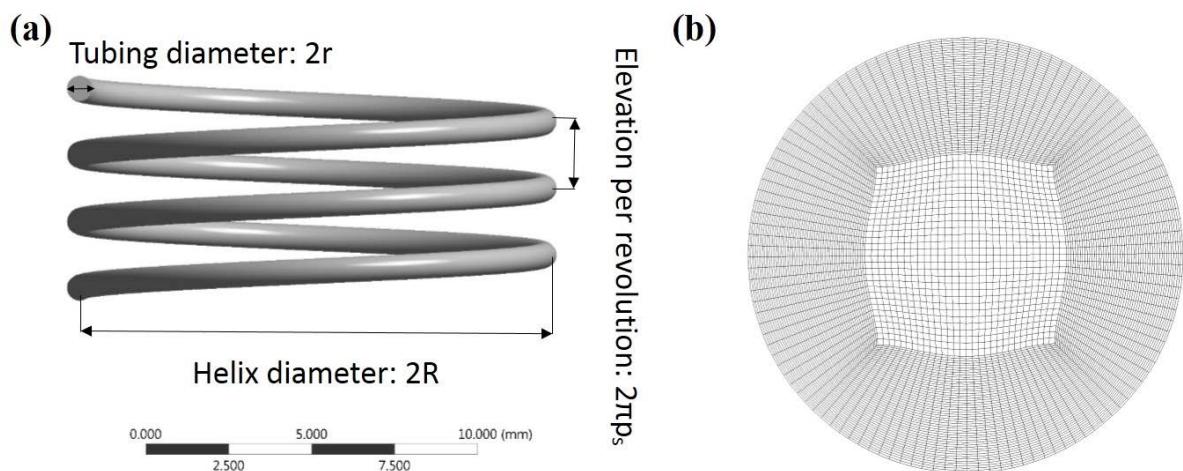 (a)
Tubing diameter: 2r
Elevation per revolution: 2πpₛ
Helix diameter: 2R
0.000 5.000 10.000 (mm)
2.500 7.500
(b)